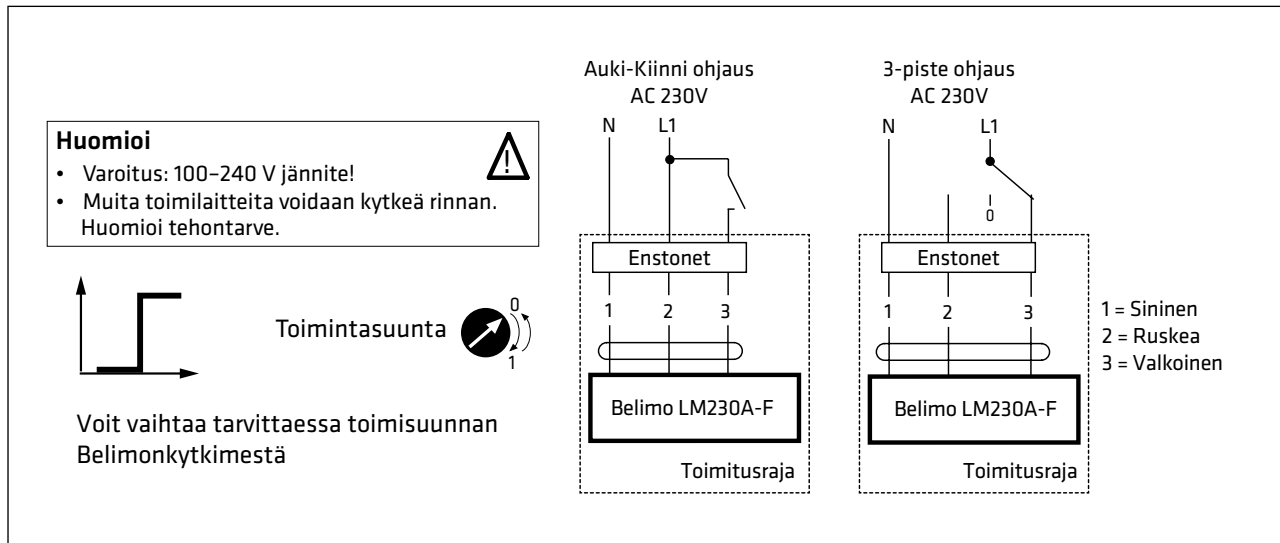 Huomioi
• Varoitus: 100–240 V jännite!
• Muita toimilaitteita voidaan kytkeä rinnan.
Huomioi tehontarve.
Toimintasuunta
0
1
Voit vaihtaa tarvittaessa toimisuunnan
Belimonkytkimestä
Auki-Kiinni ohjaus
AC 230V
N L1
Enstonet
1 2 3
Belimo LM230A-F
Toimitusraja
3-piste ohjaus
AC 230V
N L1
0
Enstonet
1 2 3
Belimo LM230A-F
Toimitusraja
1 = Sininen
2 = Ruskea
3 = Valkoinen